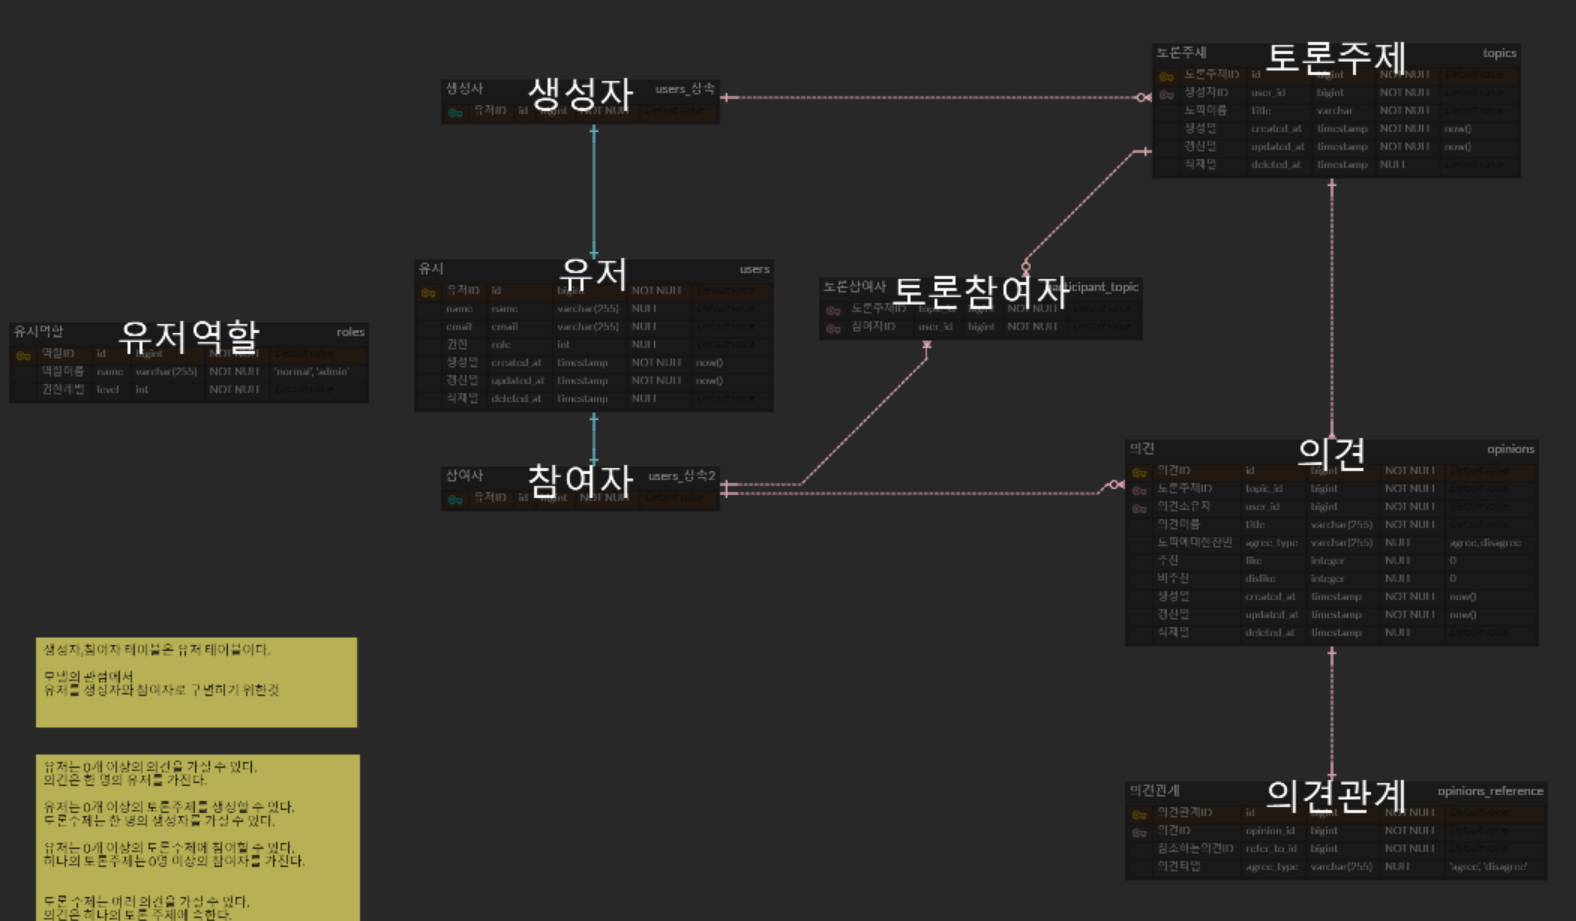 생성자 users_상속
생성자
유저ID id bigint NOT NULL Default value
토론주제 topics
토론주제
토론주제ID id bigint NOT NULL Default value
생성자ID user_id bigint NOT NULL Default value
토픽이름 title varchar NOT NULL Default value
생성일 created_at timestamp NOT NULL now()
갱신일 updated_at timestamp NOT NULL now()
삭제일 deleted_at timestamp NULL Default value
유저 users
유저
유저ID id bigint NOT NULL Default value
name name varchar(255) NULL Default value
email email varchar(255) NULL Default value
권한 role int NULL Default value
생성일 created_at timestamp NOT NULL now()
갱신일 updated_at timestamp NOT NULL now()
삭제일 deleted_at timestamp NULL Default value
토론참여자 participant_topic
토론참여자
토론주제ID topic_id bigint NOT NULL Default value
참여자ID user_id bigint NOT NULL Default value
유저역할 roles
유저역할
역할ID id bigint NOT NULL Default value
역할이름 name varchar(255) NOT NULL 'normal','admin'
권한레벨 level int NOT NULL Default value
참여자 users_상속2
참여자
유저ID id bigint NOT NULL Default value
의견 opinions
의견
의견ID id bigint NOT NULL Default value
토론주제ID topic_id bigint NOT NULL Default value
의견소유자 user_id bigint NOT NULL Default value
의견이름 title varchar(255) NOT NULL Default value
토픽에대한찬반 agree_type varchar(255) NULL agree,disagree
추천 like integer NULL 0
비추천 dislike integer NULL 0
생성일 created_at timestamp NOT NULL now()
갱신일 updated_at timestamp NOT NULL now()
삭제일 deleted_at timestamp NULL Default value
생성자,참여자 테이블은 유저 테이블이다.
모델의 관점에서
유저를 생성자와 참여자로 구별하기 위한것
유저는 0개 이상의 의견을 가질 수 있다.
의견은 한 명의 유저를 가진다.
유저는 0개 이상의 토론주제를 생성할 수 있다.
토론주제는 한 명의 생성자를 가질 수 있다.
유저는 0개 이상의 토론주제에 참여할 수 있다.
하나의 토론주제는 0명 이상의 참여자를 가진다.
토론 주제는 여러 의견을 가질 수 있다.
의견은 하나의 토론 주제에 속한다.
의견관계 opinions_reference
의견관계
의견관계ID id bigint NOT NULL Default value
의견ID opinion_id bigint NOT NULL Default value
참조하는의견ID refer_to_id bigint NOT NULL Default value
의견타입 agree_type varchar(255) NULL 'agree','disagree'